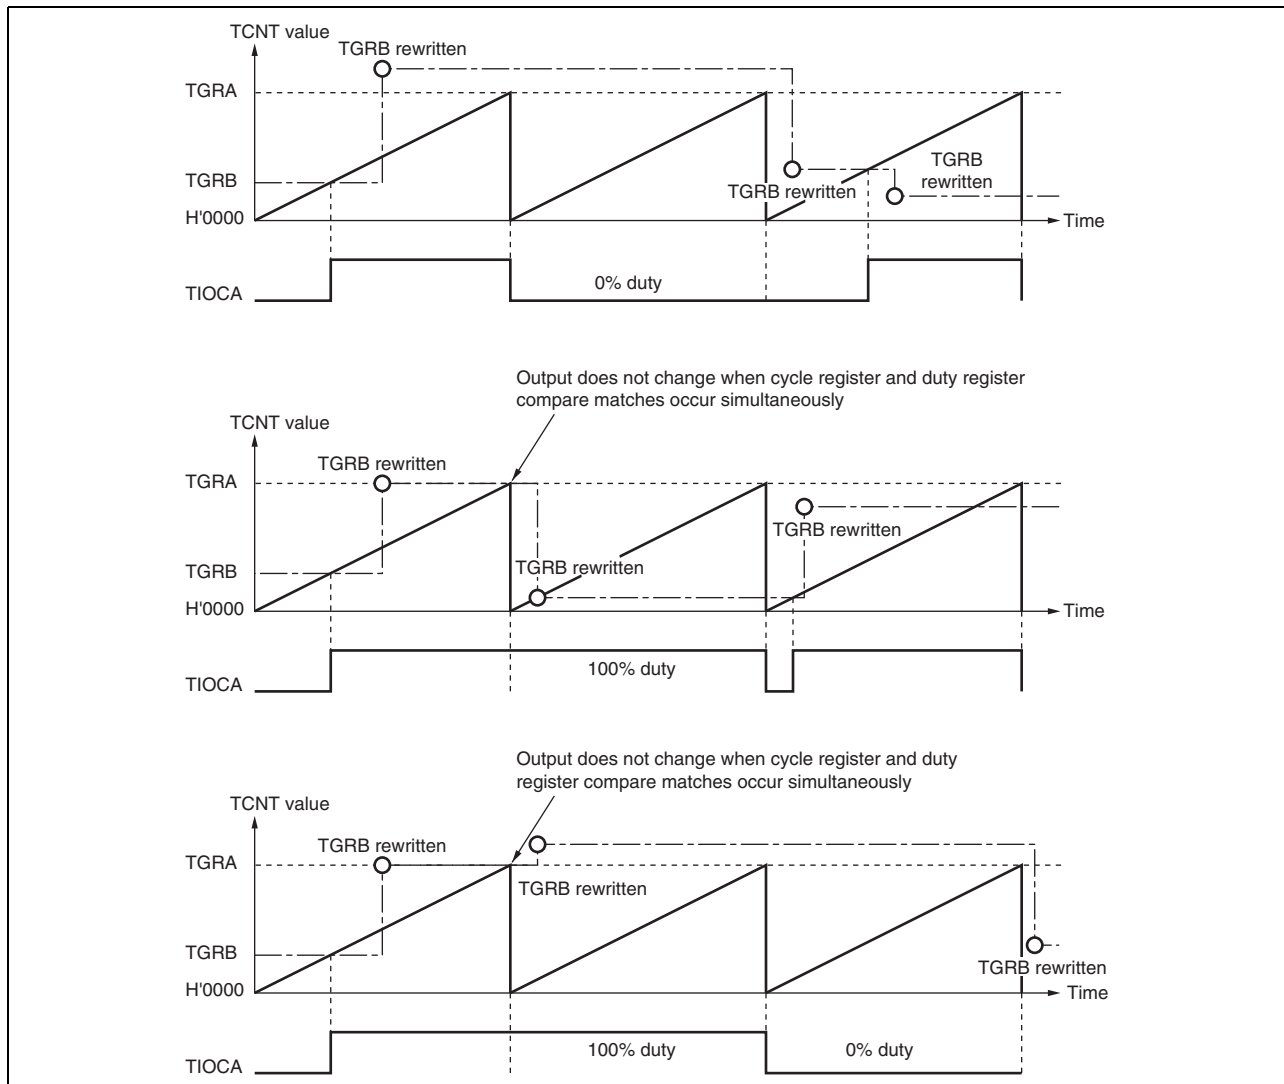 TCNT value
TGRB rewritten
TGRA
TGRB
rewritten
TGRB
TGRB rewritten
H'0000
Time
0% duty
TIOCA
Output does not change when cycle register and duty register
compare matches occur simultaneously
TCNT value
TGRB rewritten
TGRA
TGRB rewritten
TGRB
TGRB rewritten
H'0000
Time
100% duty
TIOCA
Output does not change when cycle register and duty
register compare matches occur simultaneously
TCNT value
TGRB rewritten
TGRA
TGRB rewritten
TGRB
TGRB rewritten
H'0000
Time
100% duty
0% duty
TIOCA